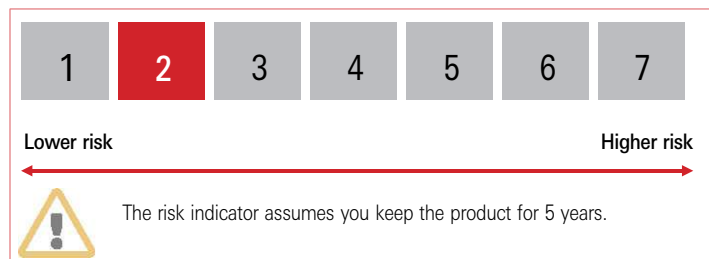 1 2 3 4 5 6 7
Lower risk Higher risk
The risk indicator assumes you keep the product for 5 years.